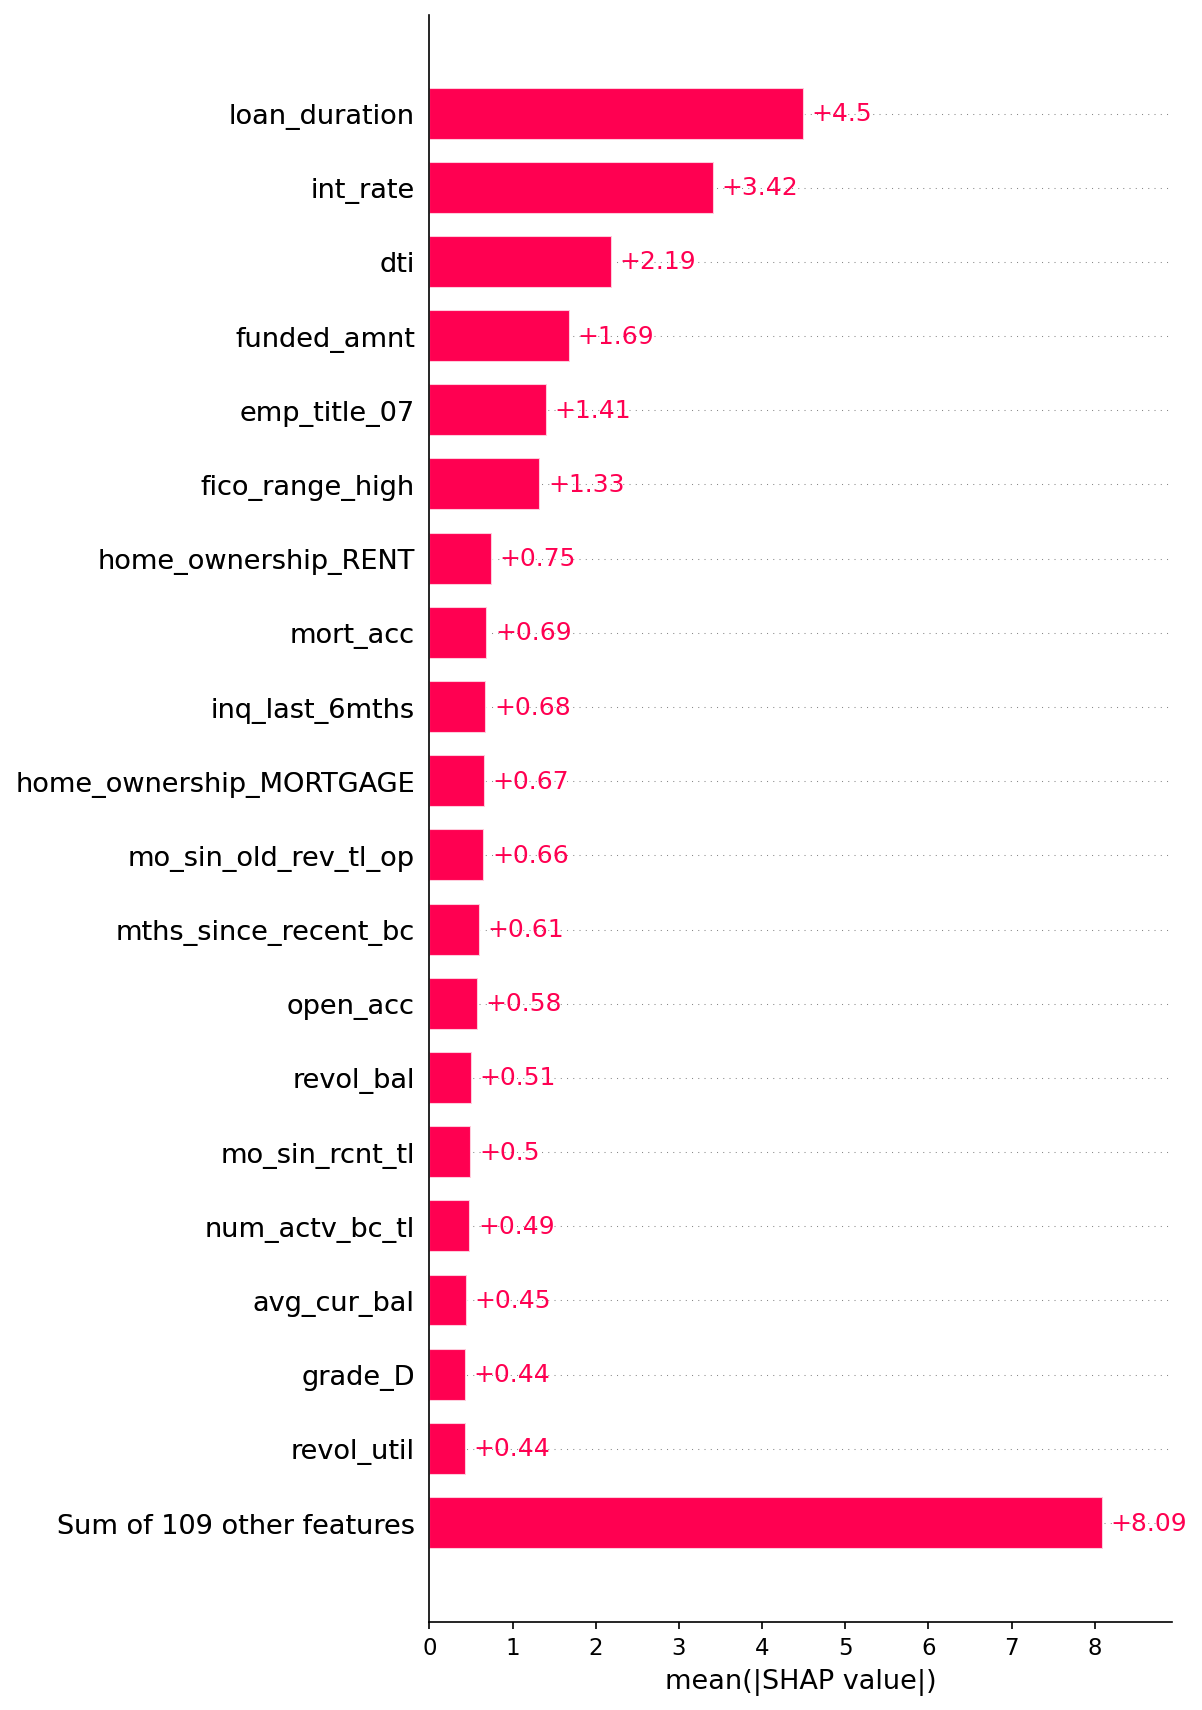 loan_duration +4.5
int_rate +3.42
dti +2.19
funded_amnt +1.69
emp_title_07 +1.41
fico_range_high +1.33
home_ownership_RENT +0.75
mort_acc +0.69
inq_last_6mths +0.68
home_ownership_MORTGAGE +0.67
mo_sin_old_rev_tl_op +0.66
mths_since_recent_bc +0.61
open_acc +0.58
revol_bal +0.51
mo_sin_rcnt_tl +0.5
num_actv_bc_tl +0.49
avg_cur_bal +0.45
grade_D +0.44
revol_util +0.44
Sum of 109 other features +8.09
0 1 2 3 4 5 6 7 8
mean(|SHAP value|)